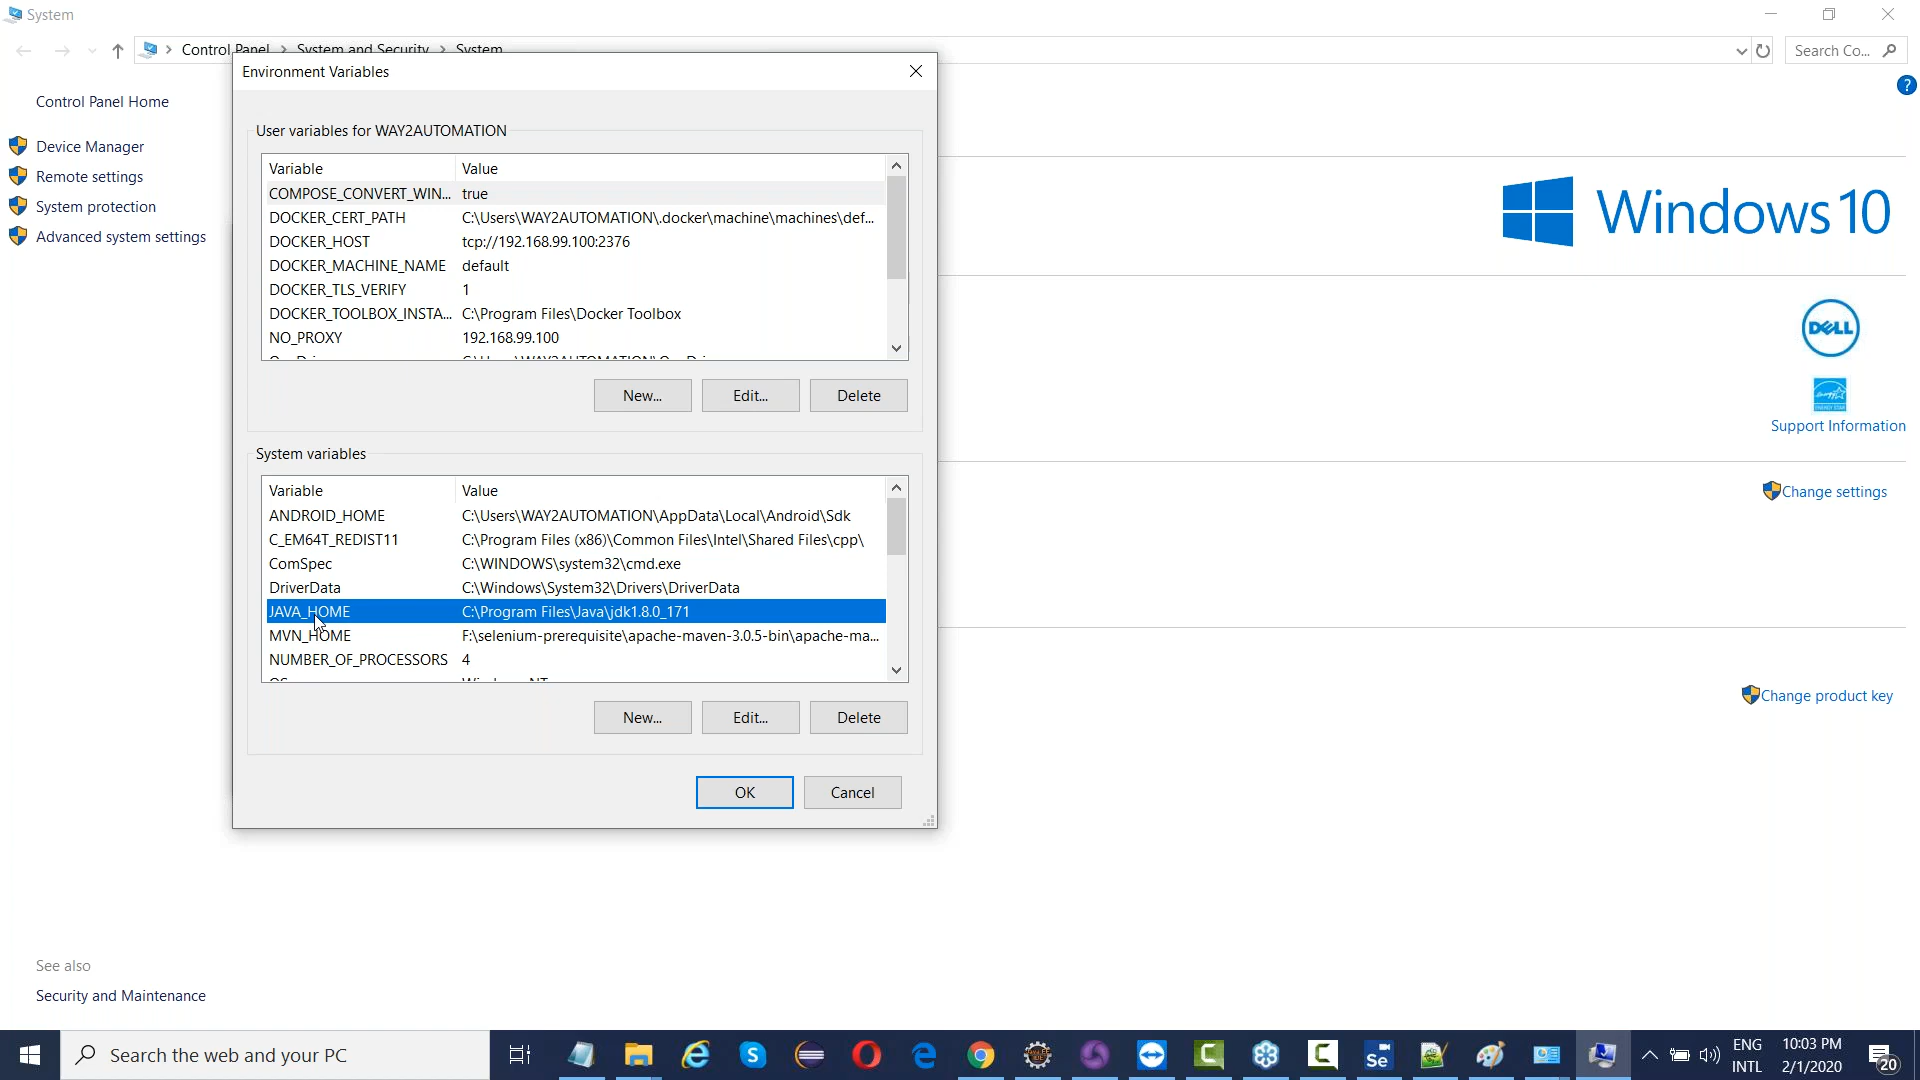 System
Control Panel > System and Security > System
Search Co...
Environment Variables
Control Panel Home
Device Manager
Remote settings
System protection
Advanced system settings
User variables for WAY2AUTOMATION
Variable Value
COMPOSE_CONVERT_WIN... true
DOCKER_CERT_PATH C:\Users\WAY2AUTOMATION\.docker\machine\machines\def...
DOCKER_HOST tcp://192.168.99.100:2376
DOCKER_MACHINE_NAME default
DOCKER_TLS_VERIFY 1
DOCKER_TOOLBOX_INSTA... C:\Program Files\Docker Toolbox
NO_PROXY 192.168.99.100
New... Edit... Delete
System variables
Variable Value
ANDROID_HOME C:\Users\WAY2AUTOMATION\AppData\Local\Android\Sdk
C_EM64T_REDIST11 C:\Program Files (x86)\Common Files\Intel\Shared Files\cpp\
ComSpec C:\WINDOWS\system32\cmd.exe
DriverData C:\Windows\System32\Drivers\DriverData
JAVA_HOME C:\Program Files\Java\jdk1.8.0_171
MVN_HOME F:\selenium-prerequisite\apache-maven-3.0.5-bin\apache-ma...
NUMBER_OF_PROCESSORS 4
New... Edit... Delete
OK Cancel
?
Windows 10
DELL
ENERGY STAR
Support Information
Change settings
Change product key
See also
Security and Maintenance
Search the web and your PC
Se
ENG
INTL
10:03 PM
2/1/2020
20